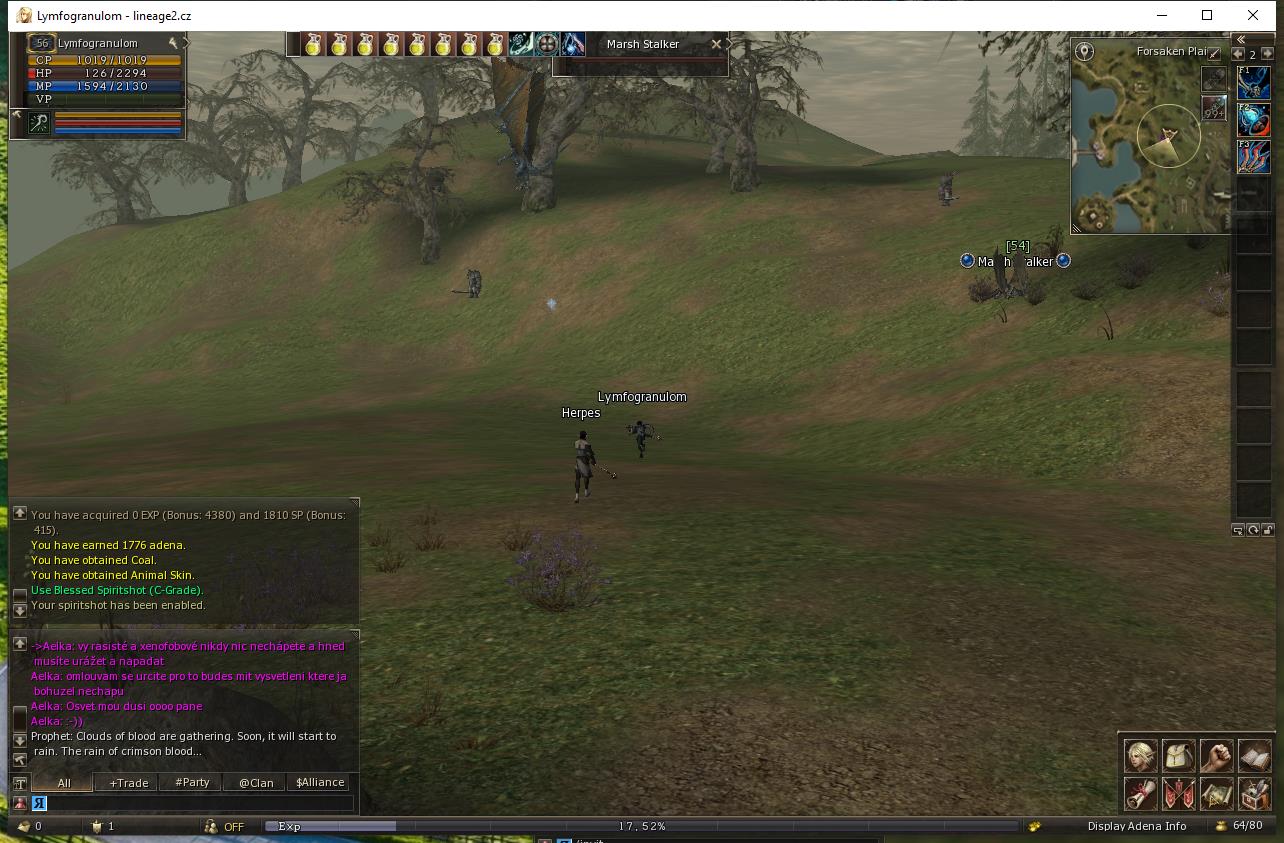 Lymfogranulom - lineage2.cz
56 Lymfogranulom
CP 1019/1019
HP 126/2294
MP 1594/2130
VP
Marsh Stalker
Forsaken Plai
2
F1
99+
F2
F3
[54]
Ma h alker
Lymfogranulom
Herpes
You have acquired 0 EXP (Bonus: 4380) and 1810 SP (Bonus:
415).
You have earned 1776 adena.
You have obtained Coal.
You have obtained Animal Skin.
Use Blessed Spiritshot (C-Grade).
Your spiritshot has been enabled.
->Aelka: vy rasisté a xenofobové nikdy nic nechápete a hned
musíte urážet a napadat
Aelka: omlouvam se urcite pro to budes mit vysvetleni ktere ja
bohuzel nechapu
Aelka: Osvet mou dusi oooo pane
Aelka: :-))
Prophet: Clouds of blood are gathering. Soon, it will start to
rain. The rain of crimson blood...
All +Trade #Party @Clan $Alliance
0 1 OFF Exp 17,52% Display Adena Info 64/80